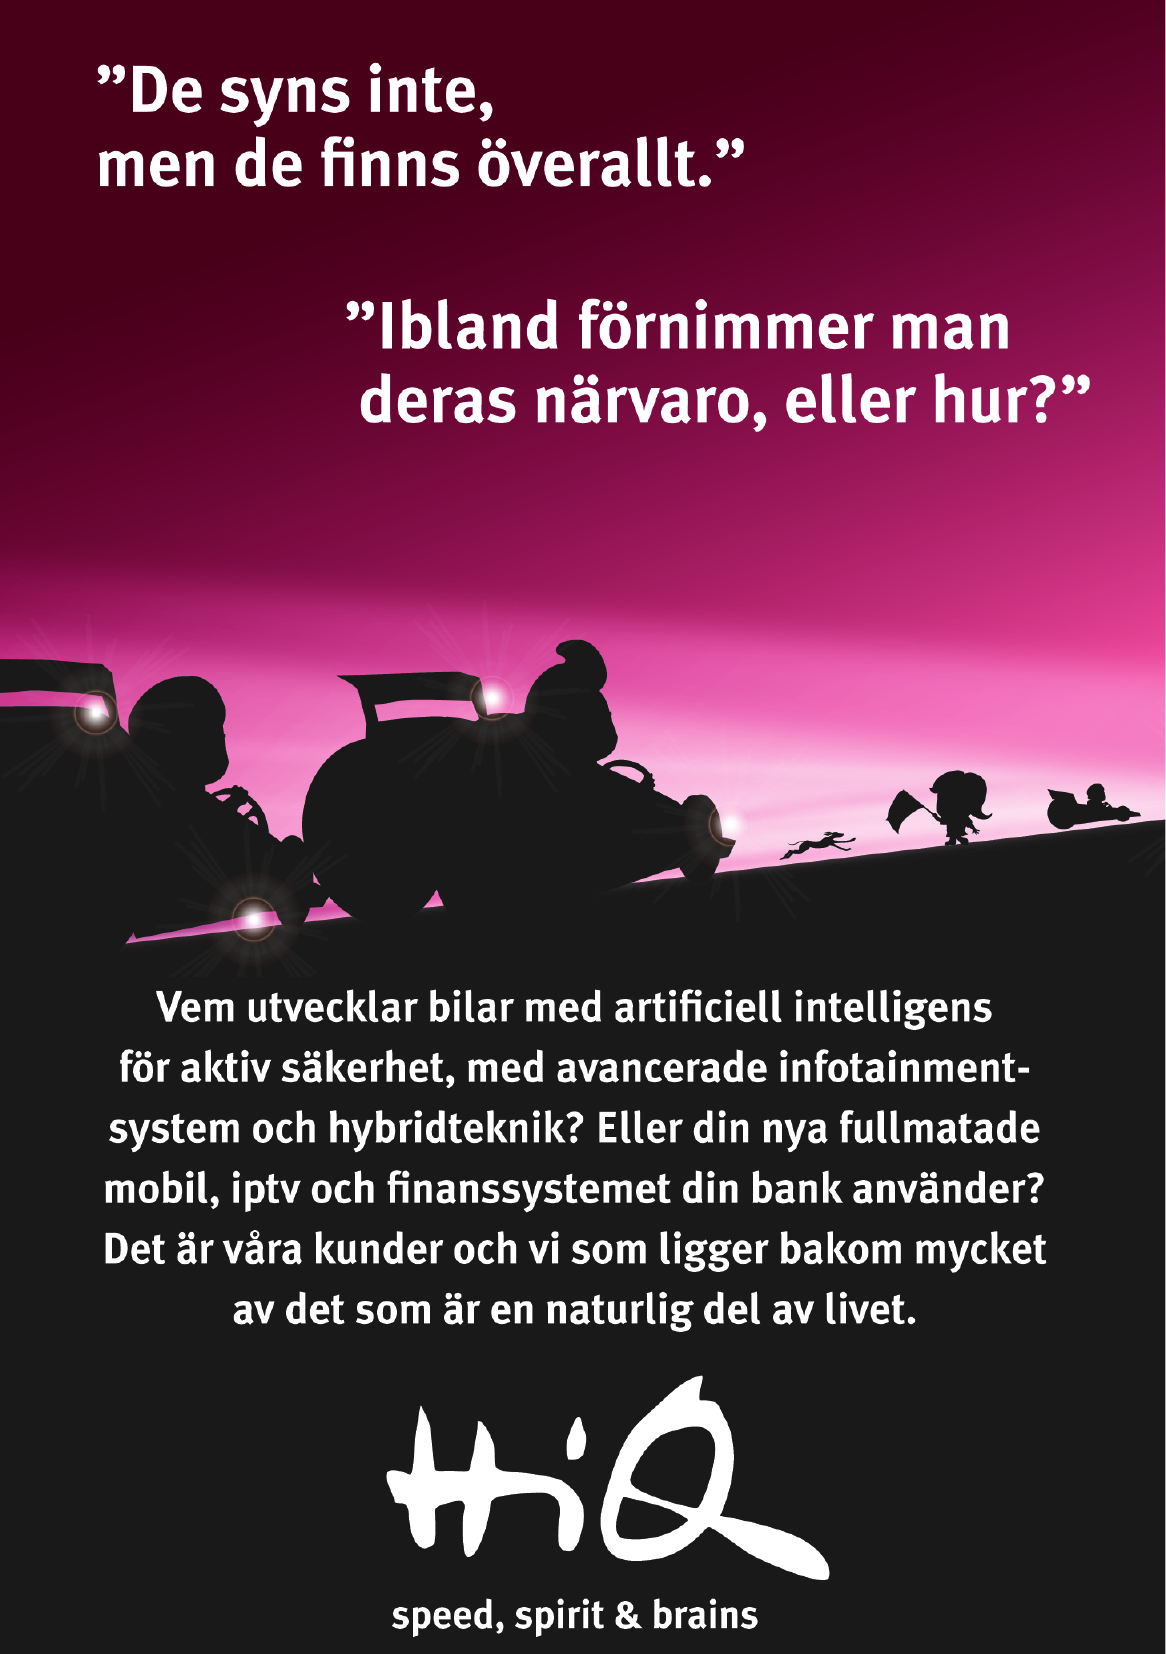 ”De syns inte,
men de finns överallt.”
”Ibland förnimmer man
deras närvaro, eller hur?”
Vem utvecklar bilar med artificiell intelligens
för aktiv säkerhet, med avancerade infotainment-
system och hybridteknik? Eller din nya fullmatade
mobil, iptv och finanssystemet din bank använder?
Det är våra kunder och vi som ligger bakom mycket
av det som är en naturlig del av livet.
HiQ
speed, spirit & brains